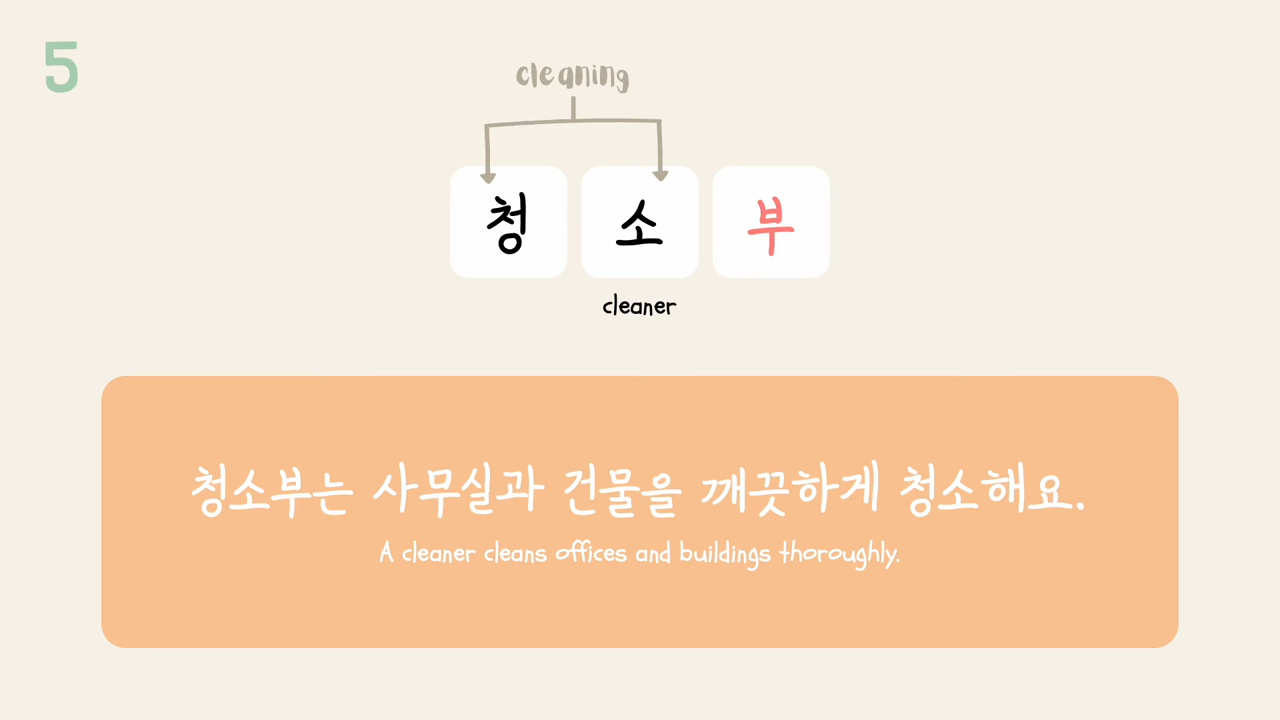 5
cleaning
청 소 부
cleaner
청소부는 사무실과 건물을 깨끗하게 청소해요.
A cleaner cleans offices and buildings thoroughly.